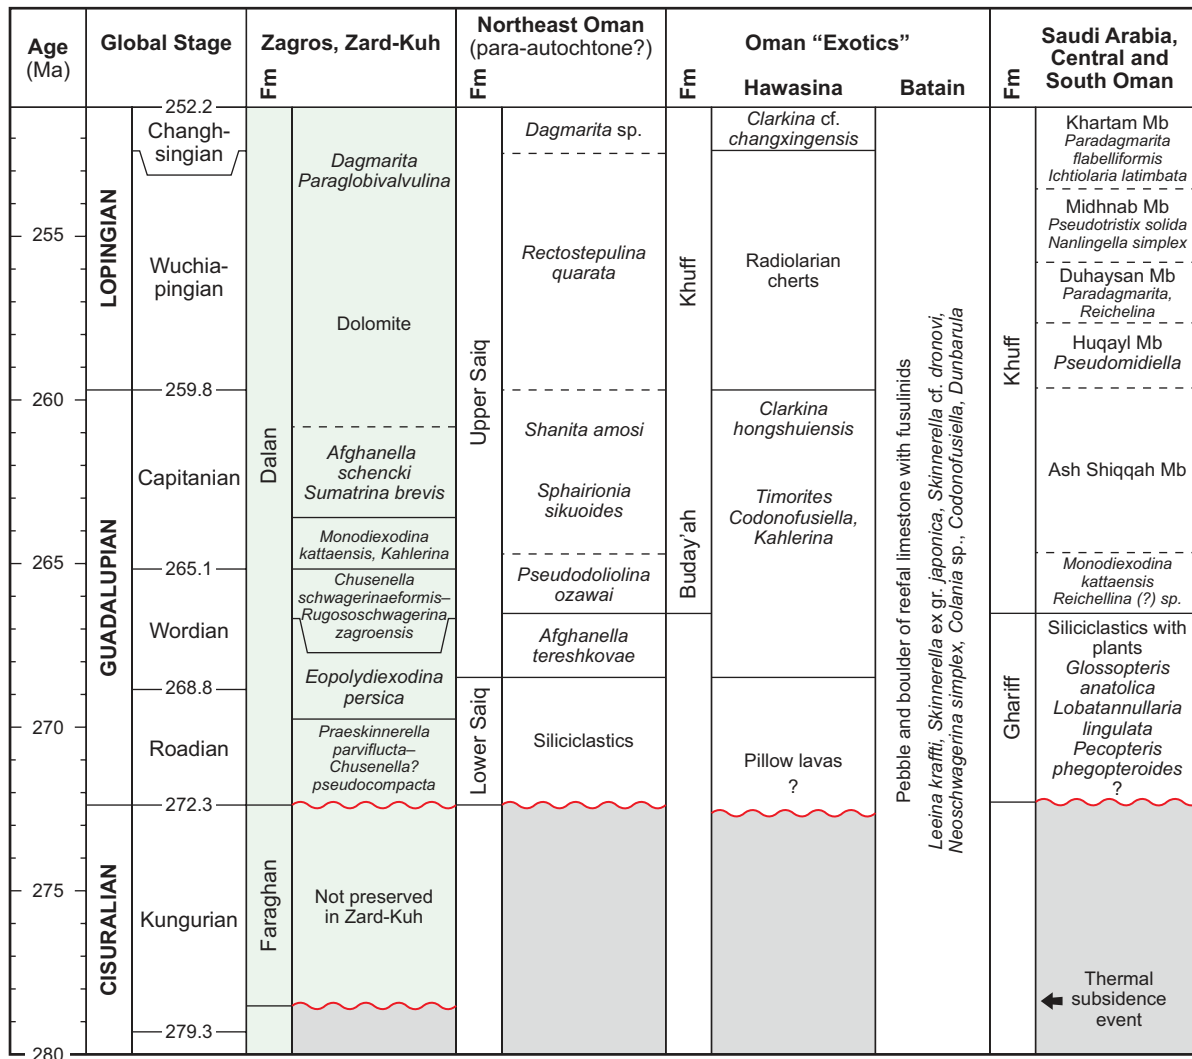 Age
(Ma)
Global Stage
Zagros, Zard-Kuh
Fm
Northeast Oman
(para-autochtone?)
Fm
Oman “Exotics”
Fm
Hawasina
Batain
Saudi Arabia,
Central and
South Oman
Fm
255
260
265
270
275
280
LOPINGIAN
GUADALUPIAN
CISURALIAN
252.2
Changh-
singian
Wuchia-
pingian
259.8
Capitanian
265.1
Wordian
268.8
Roadian
272.3
Kungurian
279.3
Dalan
Faraghan
Dagmarita
Paraglobivalvulina
Dolomite
Afghanella
schencki
Sumatrina brevis
Monodiexodina
kattaensis, Kahlerina
Chusenella
schwagerinaeformis–
Rugososchwagerina
zagroensis
Eopolydiexodina
persica
Praeskinnerella
parviflucta–
Chusenella?
pseudocompacta
Not preserved
in Zard-Kuh
Upper Saiq
Lower Saiq
Dagmarita sp.
Rectostepulina
quarata
Shanita amosi
Sphairionia
sikuoides
Pseudodoliolina
ozawai
Afghanella
tereshkovae
Siliciclastics
Khuff
Buday’ah
Clarkina cf.
changxingensis
Radiolarian
cherts
Clarkina
hongshuiensis
Timorites
Codonofusiella,
Kahlerina
Pillow lavas
?
Pebble and boulder of reefal limestone with fusulinids
Leeina kraffti, Skinnerella ex gr. japonica, Skinnerella cf. dronovi,
Neoschwagerina simplex, Colania sp., Codonofusiella, Dunbarula
Khuff
Ghariff
Khartam Mb
Paradagmarita
flabelliformis
Ichtiolaria latimbata
Midhnab Mb
Pseudotristix solida
Nanlingella simplex
Duhaysan Mb
Paradagmarita,
Reichelina
Huqayl Mb
Pseudomidiella
Ash Shiqqah Mb
Monodiexodina
kattaensis
Reichellina (?) sp.
Siliciclastics with
plants
Glossopteris
anatolica
Lobatannullaria
lingulata
Pecopteris
phegopteroides
?
Thermal
subsidence
event